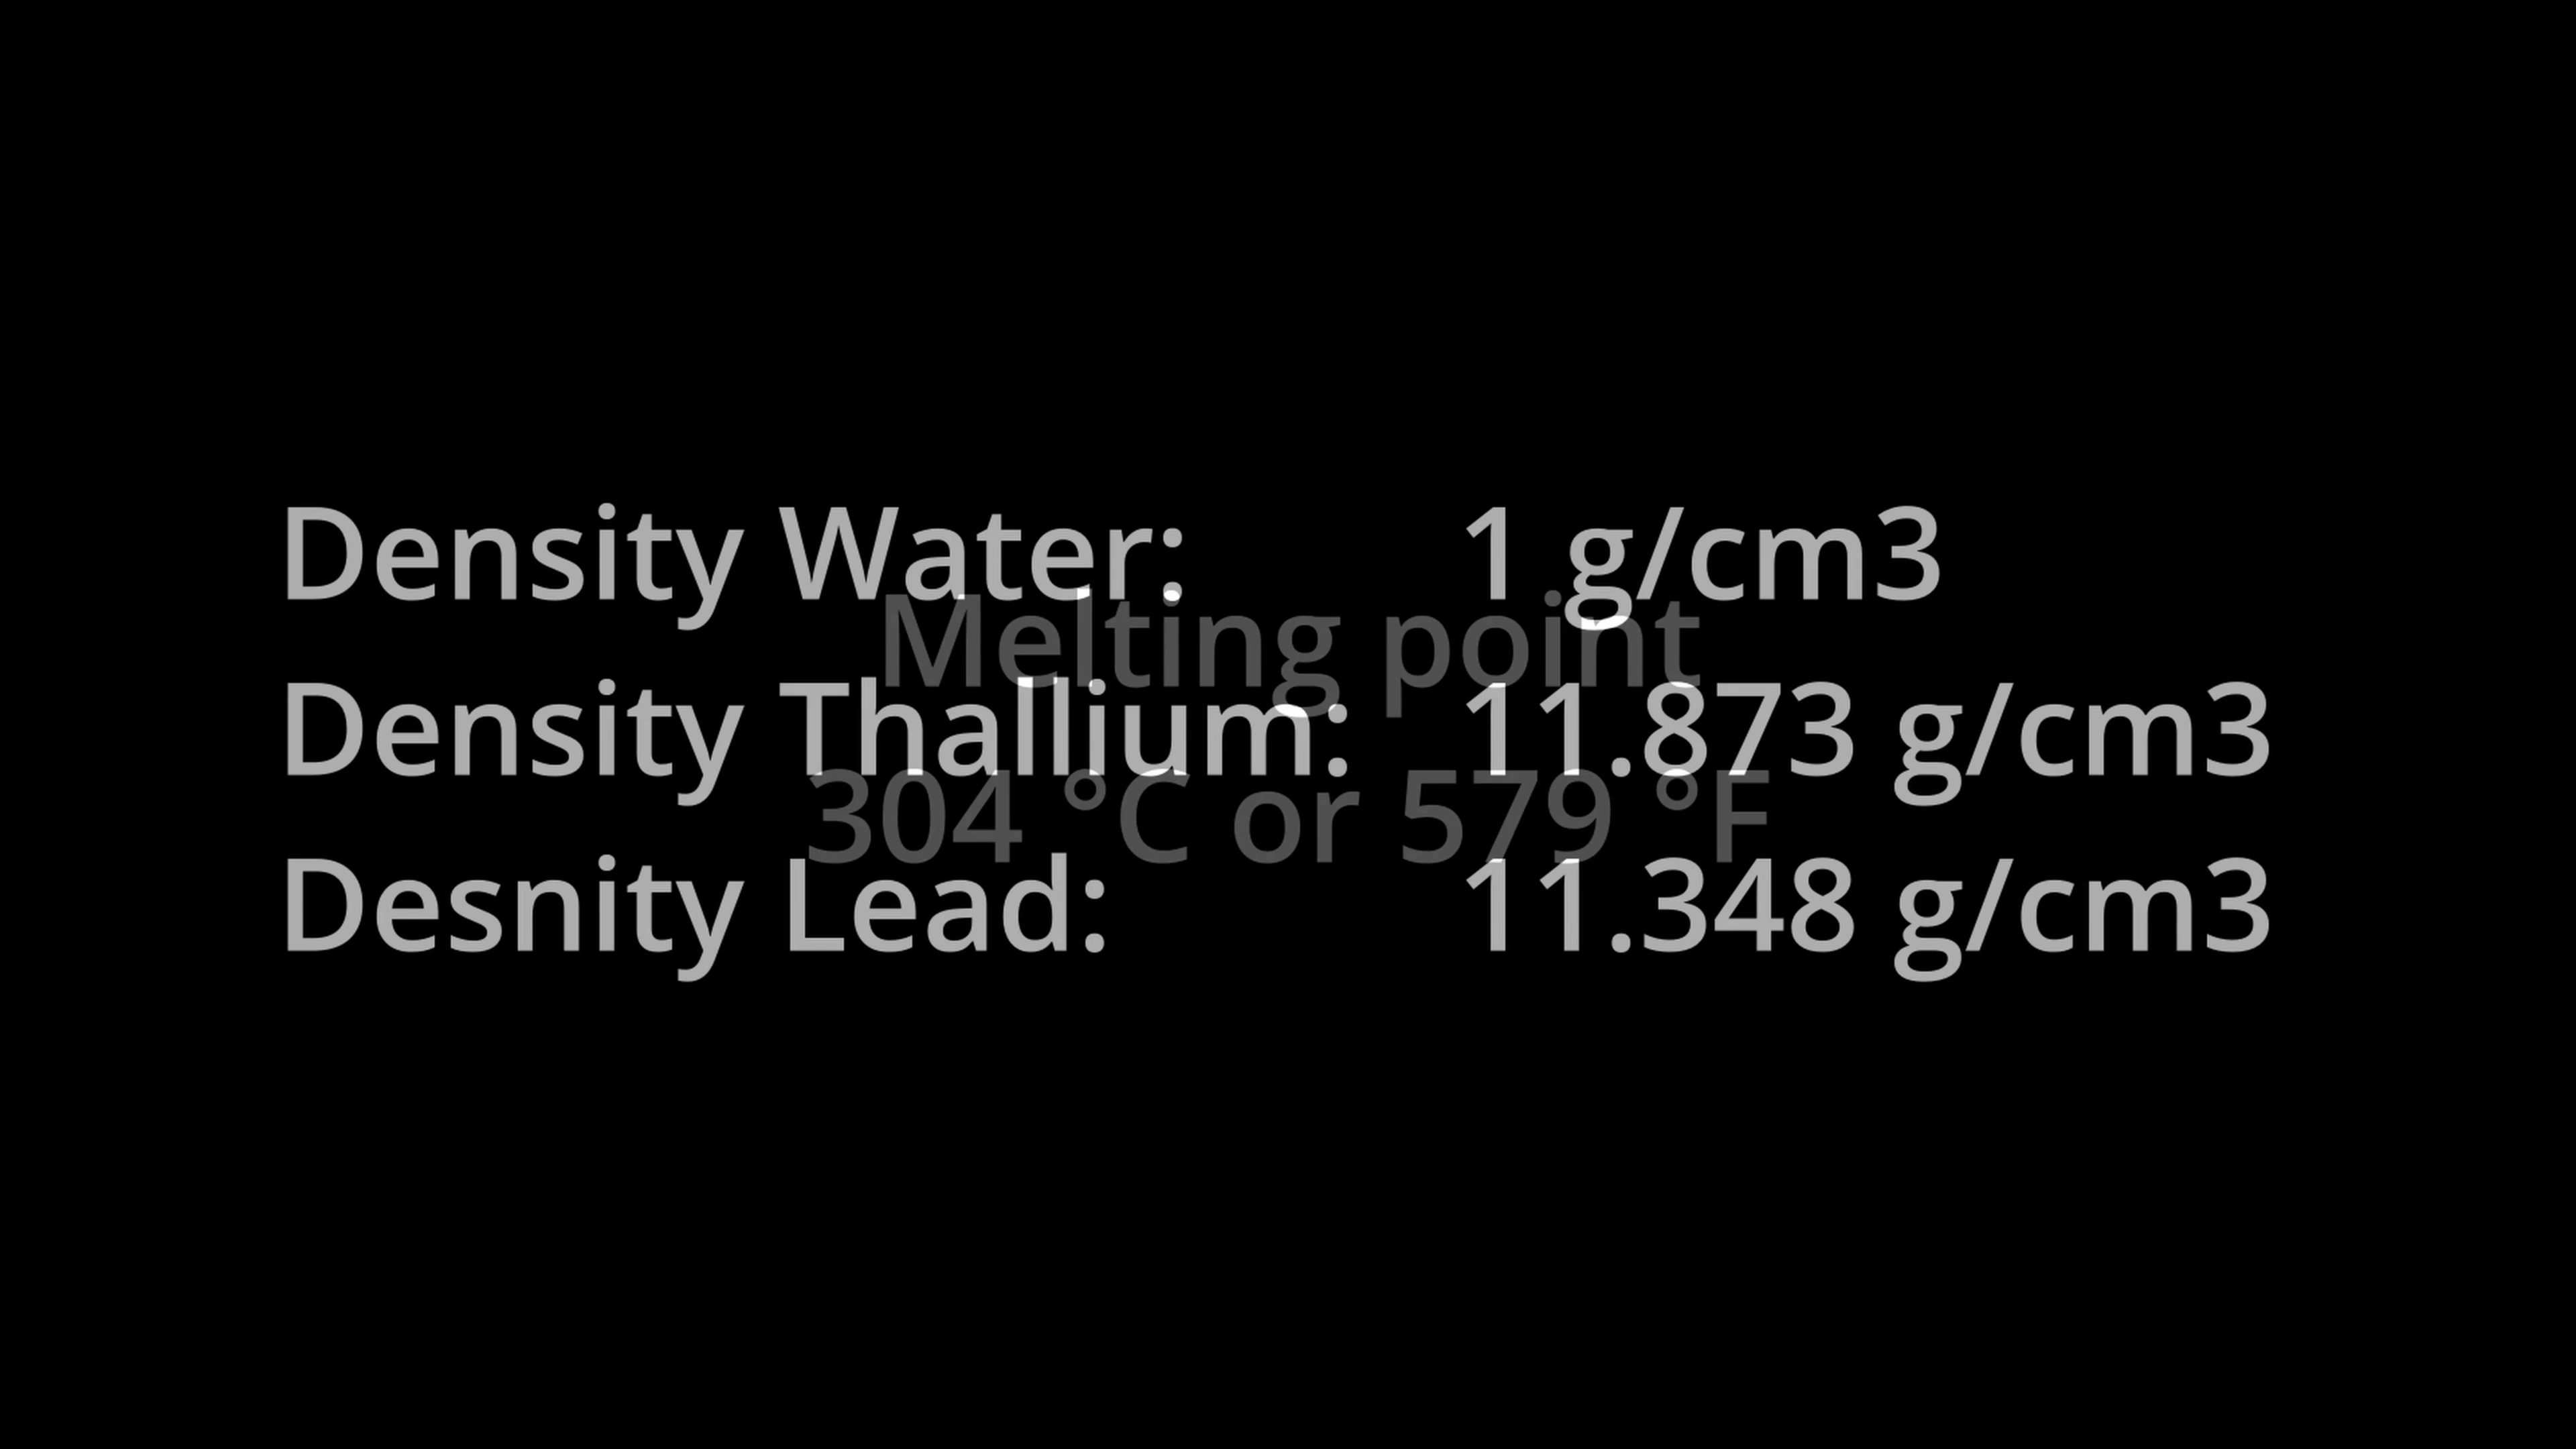 Density Water: 1 g/cm3
Melting point
Density Thallium: 11.873 g/cm3
304 °C or 579 °F
Desnity Lead: 11.348 g/cm3